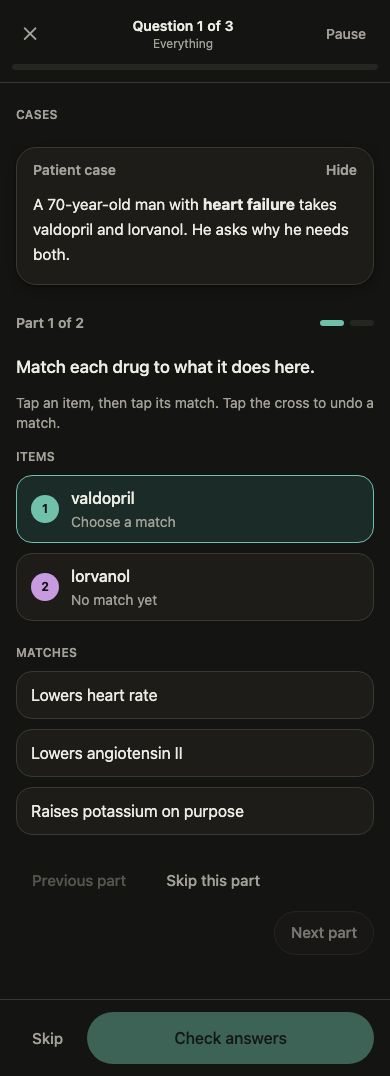 Question 1 of 3
Everything
Pause
CASES
Patient case
Hide
A 70-year-old man with heart failure takes
valdopril and lorvanol. He asks why he needs
both.
Part 1 of 2
Match each drug to what it does here.
Tap an item, then tap its match. Tap the cross to undo a
match.
ITEMS
1
valdopril
Choose a match
2
lorvanol
No match yet
MATCHES
Lowers heart rate
Lowers angiotensin II
Raises potassium on purpose
Previous part
Skip this part
Next part
Skip
Check answers